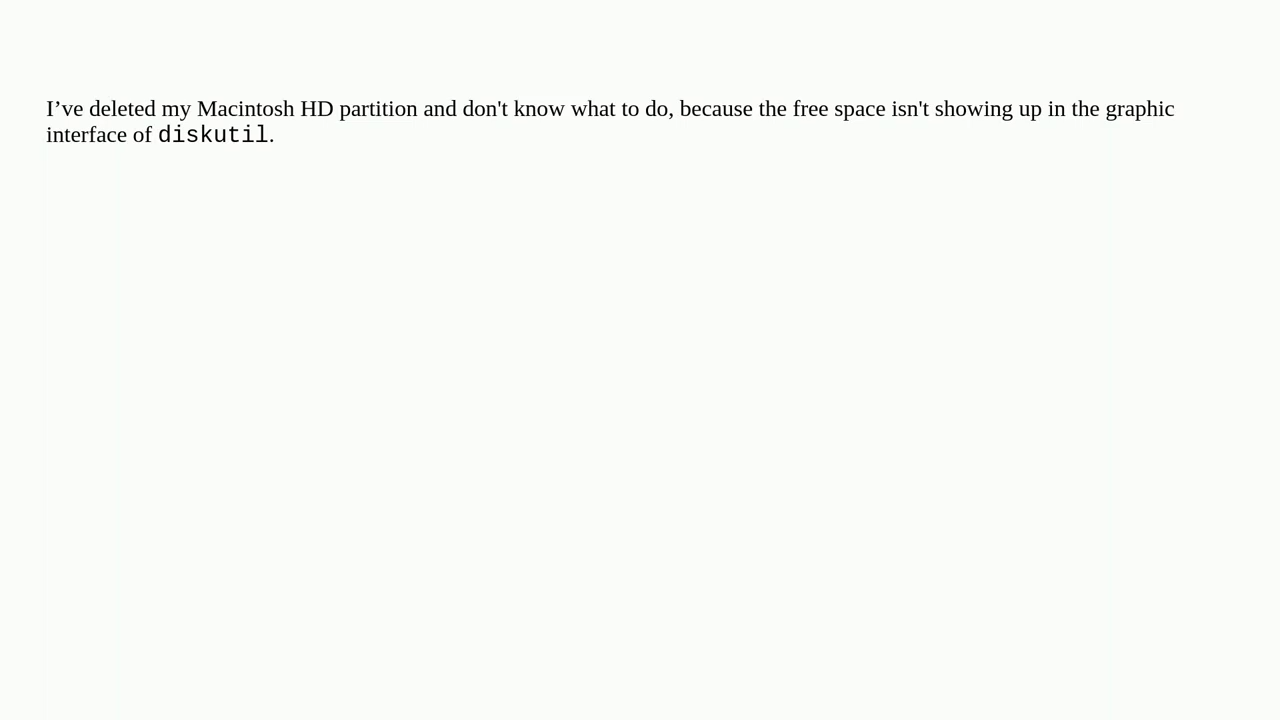 I’ve deleted my Macintosh HD partition and don't know what to do, because the free space isn't showing up in the graphic
interface of diskutil.